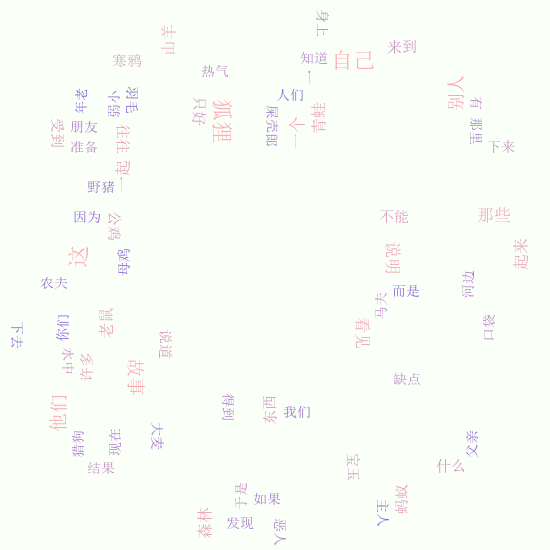 身上
羊山
来到
知道
自己
寒鸦
热气
一个
人们
别人
年老
小弱
羽毛
只好
狐狸
屎壳郎
青蛙
有
那里
受到
朋友
往往
准备
下来
一起
野猪
因为
公鸡
不能
那些
这
母鸡
说明
起来
农夫
而是
河边
马夫
下去
你们
老鼠
看见
口袋
说道
水中
许多
故事
缺点
他们
得到
东西
我们
猎狗
现在
大麦
父亲
结果
宝玉
什么
于是
如果
主人
蚂蚁
森林
发现
恶人